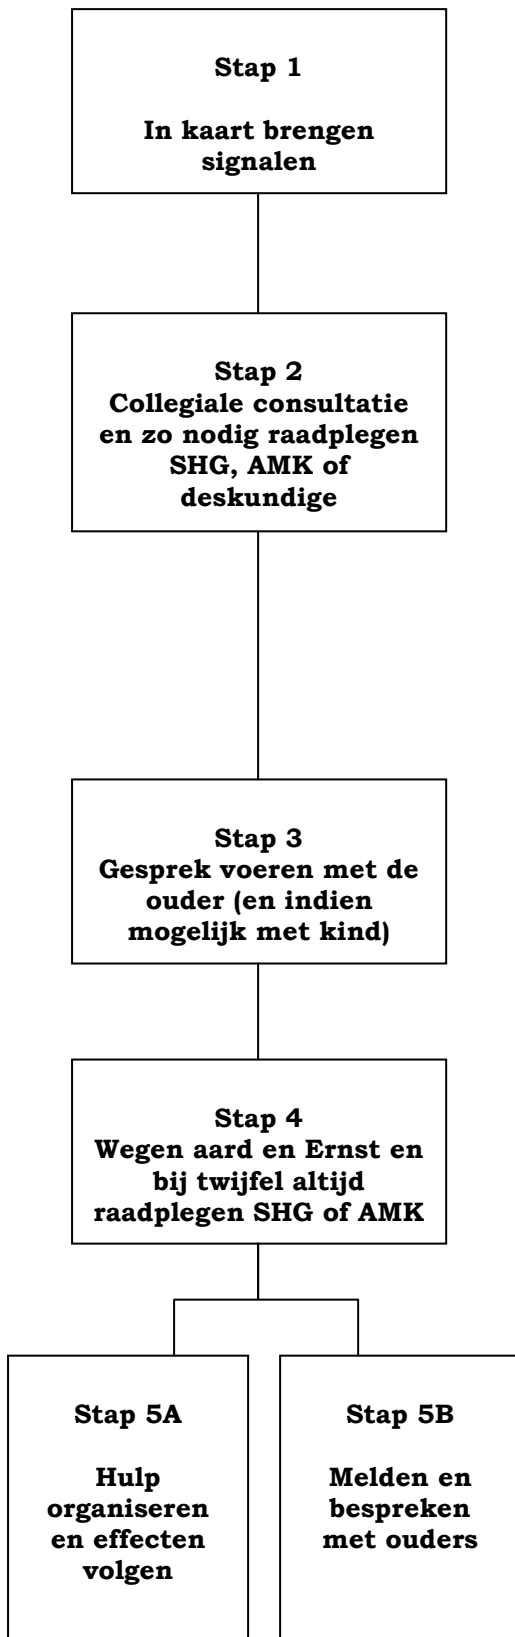 Stap 1
In kaart brengen
signalen
Stap 2
Collegiale consultatie
en zo nodig raadplegen
SHG, AMK of
deskundige
Stap 3
Gesprek voeren met de
ouder (en indien
mogelijk met kind)
Stap 4
Wegen aard en Ernst en
bij twijfel altijd
raadplegen SHG of AMK
Stap 5A
Hulp
organiseren
en effecten
volgen
Stap 5B
Melden en
bespreken
met ouders